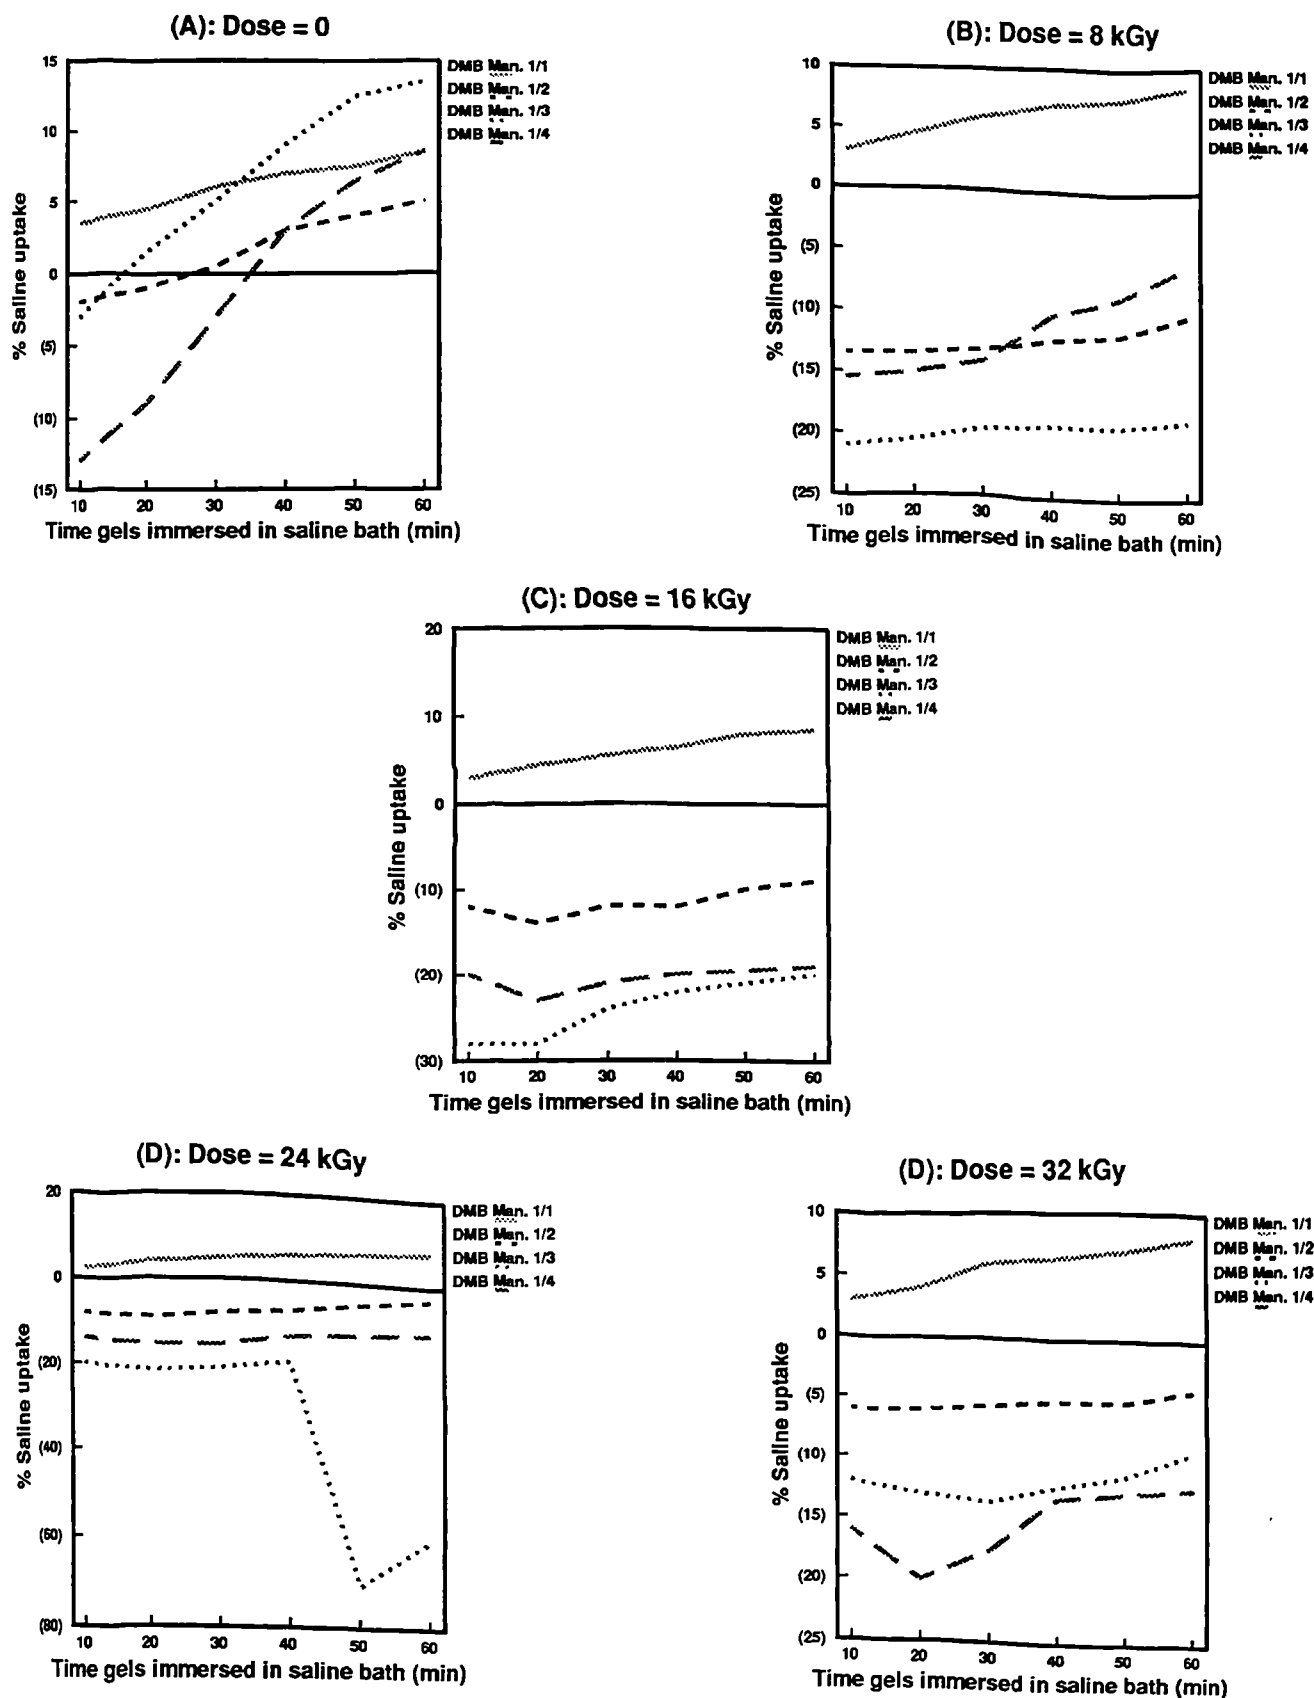 (A): Dose = 0
15
10
5
0
(5)
(10)
(15)
% Saline uptake
10 20 30 40 50 60
Time gels immersed in saline bath (min)
DMB Man. 1/1
DMB Man. 1/2
DMB Man. 1/3
DMB Man. 1/4
(B): Dose = 8 kGy
10
5
0
(5)
(10)
(15)
(20)
(25)
% Saline uptake
10 20 30 40 50 60
Time gels immersed in saline bath (min)
DMB Man. 1/1
DMB Man. 1/2
DMB Man. 1/3
DMB Man. 1/4
(C): Dose = 16 kGy
20
10
0
(10)
(20)
(30)
% Saline uptake
10 20 30 40 50 60
Time gels immersed in saline bath (min)
DMB Man. 1/1
DMB Man. 1/2
DMB Man. 1/3
DMB Man. 1/4
(D): Dose = 24 kGy
20
0
(20)
(40)
(60)
(80)
% Saline uptake
10 20 30 40 50 60
Time gels immersed in saline bath (min)
DMB Man. 1/1
DMB Man. 1/2
DMB Man. 1/3
DMB Man. 1/4
(D): Dose = 32 kGy
10
5
0
(5)
(10)
(15)
(20)
(25)
% Saline uptake
10 20 30 40 50 60
Time gels immersed in saline bath (min)
DMB Man. 1/1
DMB Man. 1/2
DMB Man. 1/3
DMB Man. 1/4